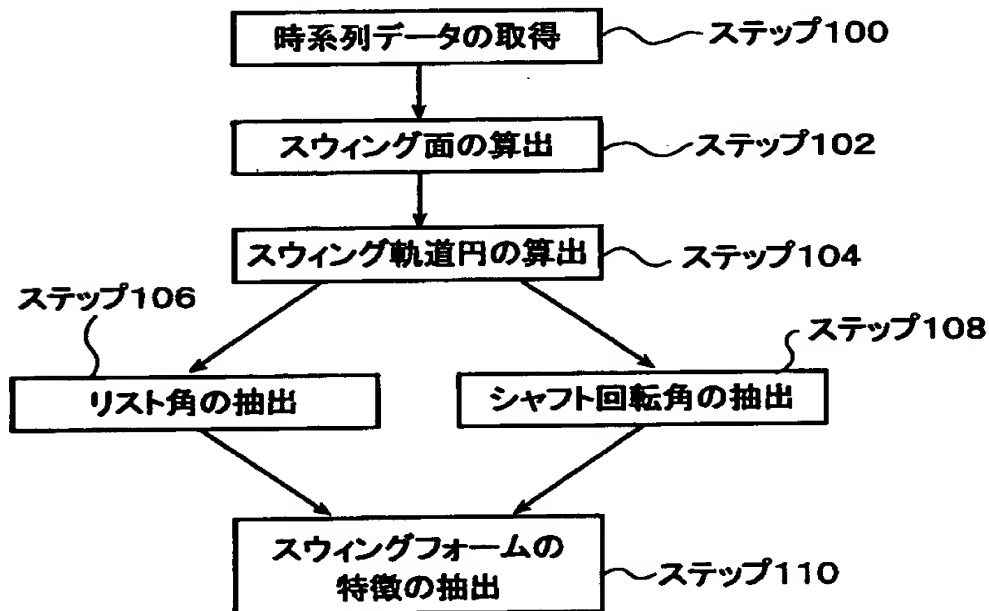 時系列データの取得
ステップ100
スウィング面の算出
ステップ102
スウィング軌道円の算出
ステップ104
ステップ106
ステップ108
リスト角の抽出
シャフト回転角の抽出
スウィングフォームの
特徴の抽出
ステップ110